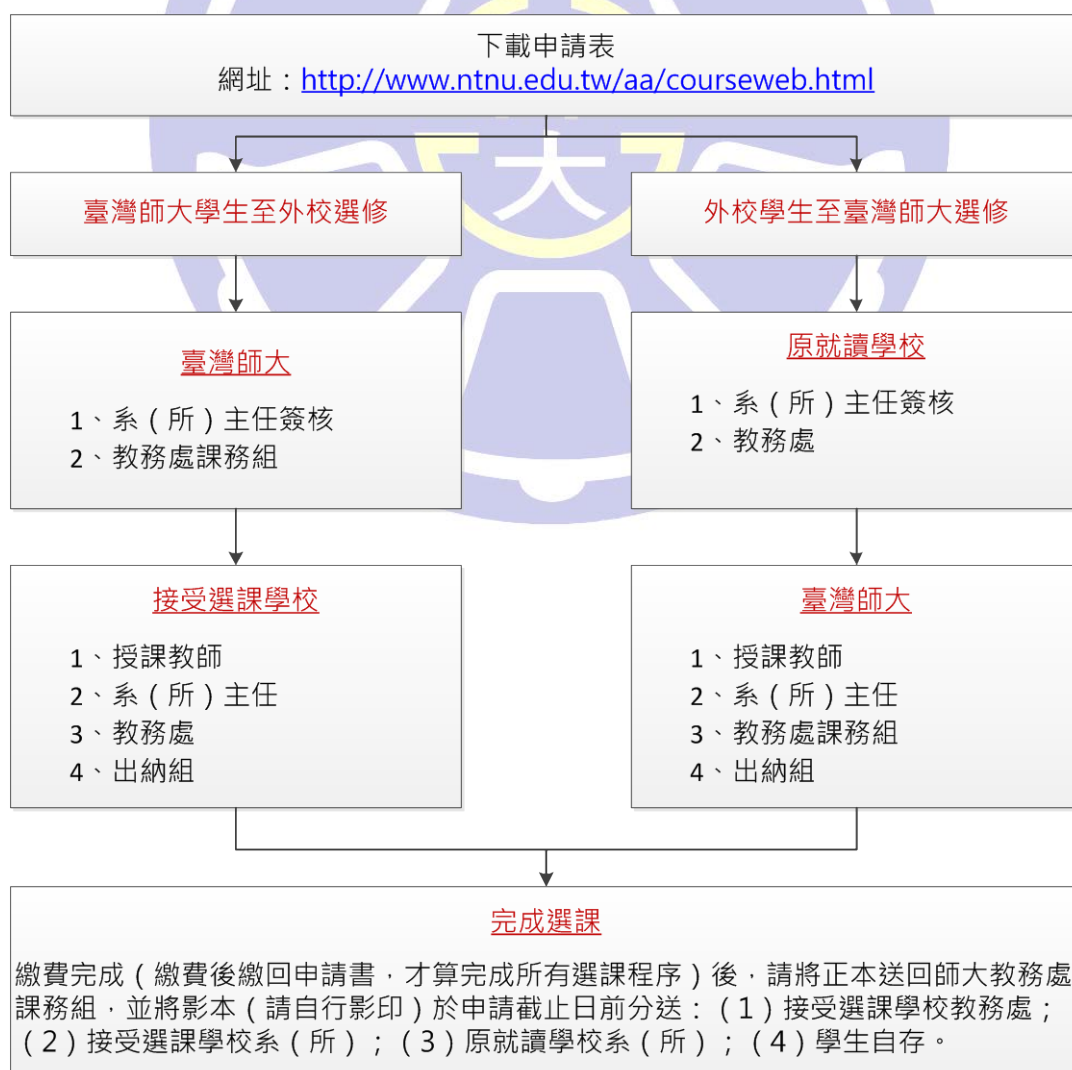 下載申請表
網址：http://www.ntnu.edu.tw/aa/courseweb.html
大
臺灣師大學生至外校選修
外校學生至臺灣師大選修
臺灣師大
1、系（所）主任簽核
2、教務處課務組
原就讀學校
1、系（所）主任簽核
2、教務處
接受選課學校
1、授課教師
2、系（所）主任
3、教務處
4、出納組
臺灣師大
1、授課教師
2、系（所）主任
3、教務處課務組
4、出納組
完成選課
繳費完成（繳費後繳回申請書，才算完成所有選課程序）後，請將正本送回師大教務處
課務組，並將影本（請自行影印）於申請截止日前分送：（1）接受選課學校教務處；
（2）接受選課學校系（所）；（3）原就讀學校系（所）；（4）學生自存。